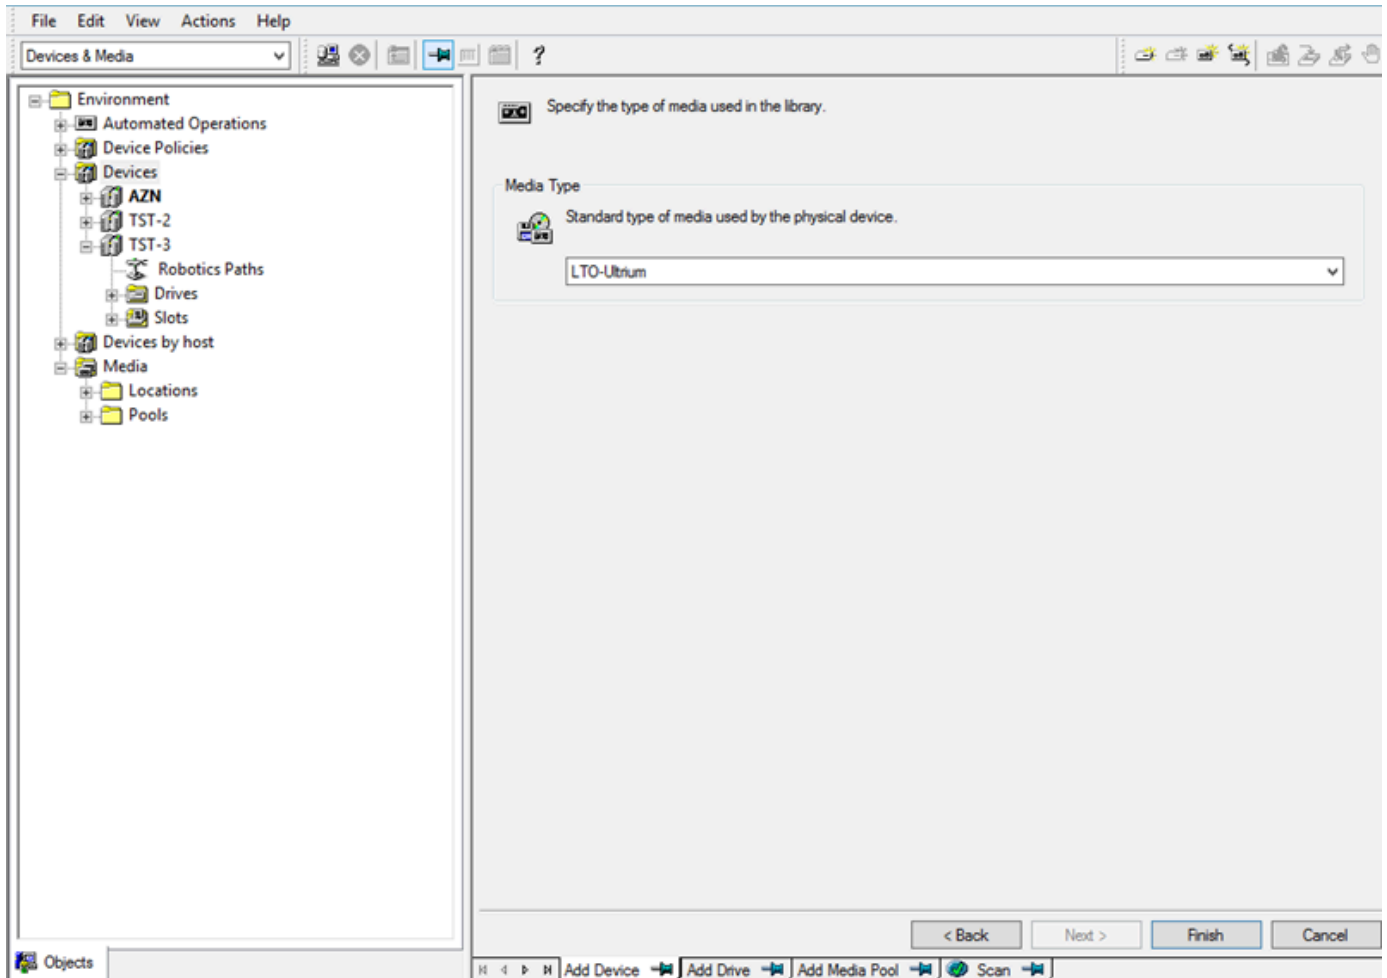 File Edit View Actions Help
Devices & Media
?
Environment
Automated Operations
Device Policies
Devices
AZN
TST-2
TST-3
Robotics Paths
Drives
Slots
Devices by host
Media
Locations
Pools
Objects
Specify the type of media used in the library.
Media Type
Standard type of media used by the physical device.
LTO-Ultrium
< Back Next > Finish Cancel
Add Device Add Drive Add Media Pool Scan